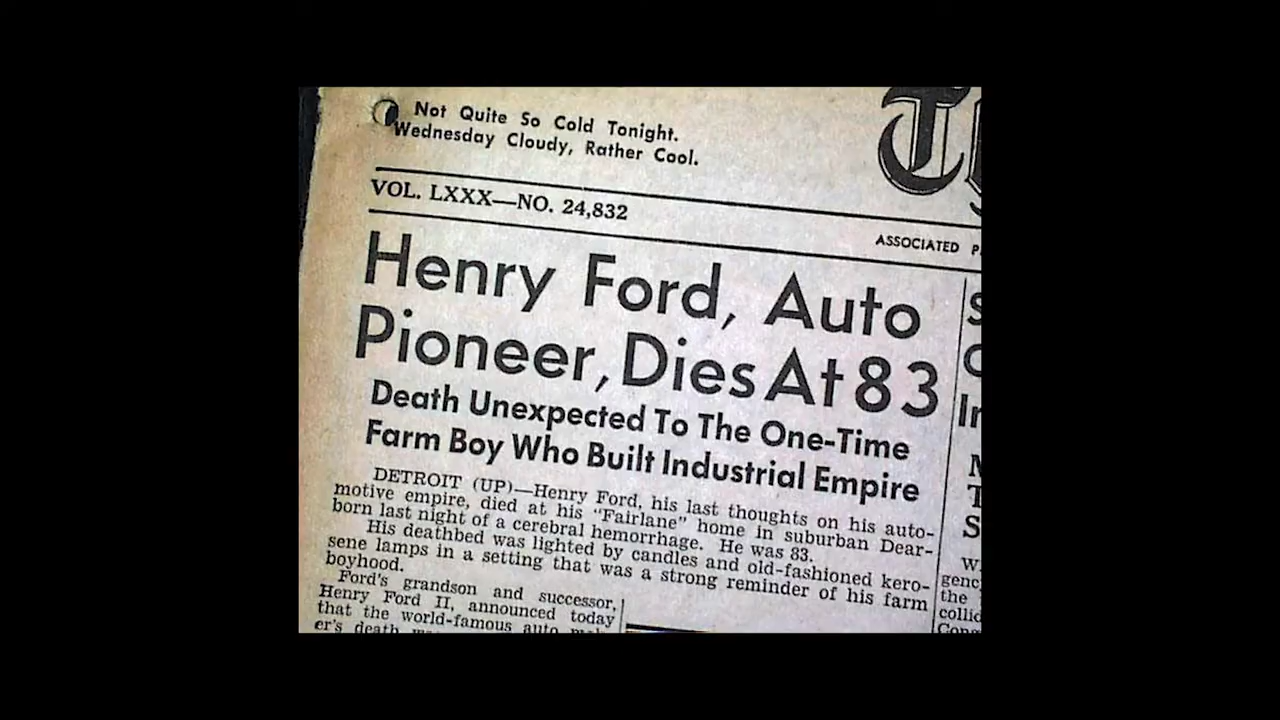 Not Quite So Cold Tonight.
Wednesday Cloudy, Rather Cool.
VOL. LXXX—NO. 24,832
ASSOCIATED
Henry Ford, Auto
Pioneer, Dies At 83
Death Unexpected To The One-Time
Farm Boy Who Built Industrial Empire
DETROIT (UP)—Henry Ford, his last thoughts on his auto-
motive empire, died at his "Fairlane" home in suburban Dear-
born last night of a cerebral hemorrhage. He was 83.
His deathbed was lighted by candles and old-fashioned kero-
sene lamps in a setting that was a strong reminder of his farm
boyhood.
Ford's grandson and successor,
Henry Ford II, announced today
that the world-famous auto
er's death
the